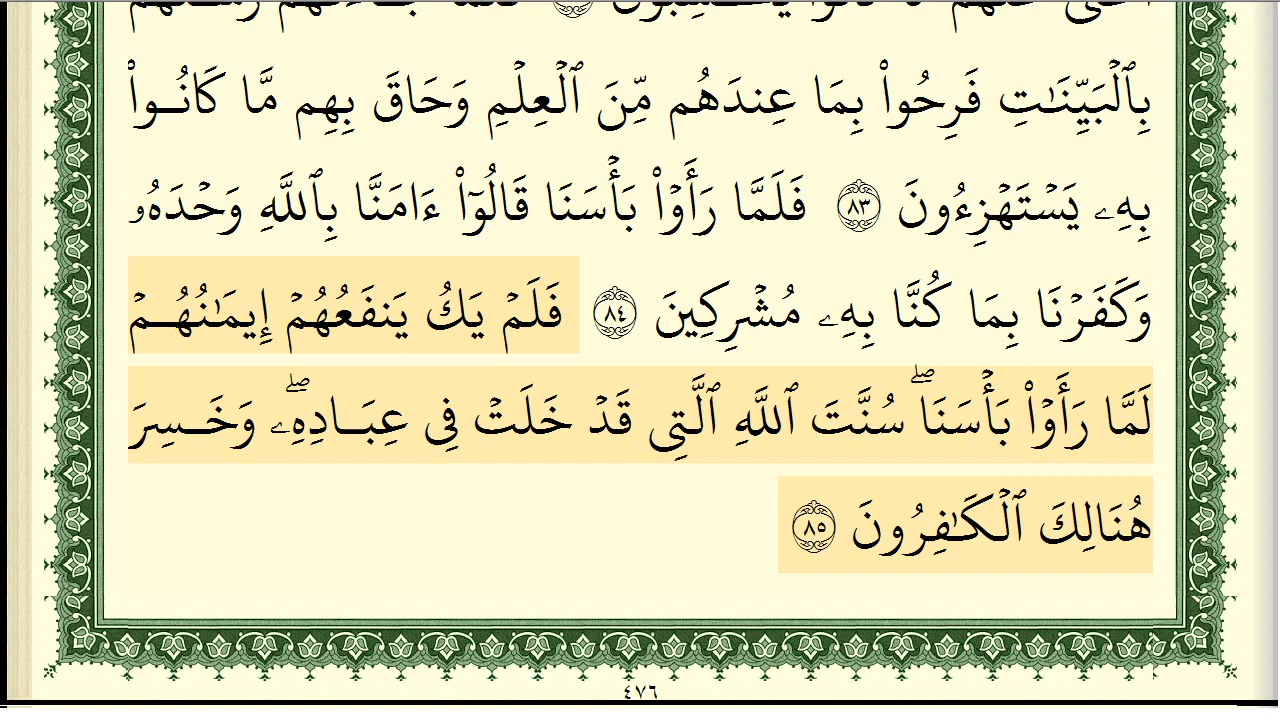 بِٱلۡبَيِّنَٰتِ فَرِحُواْ بِمَا عِندَهُم مِّنَ ٱلۡعِلۡمِ وَحَاقَ بِهِم مَّا كَانُواْ
بِهِۦ يَسۡتَهۡزِءُونَ ٨٣ فَلَمَّا رَأَوۡاْ بَأۡسَنَا قَالُوٓاْ ءَامَنَّا بِٱللَّهِ وَحۡدَهُۥ
وَكَفَرۡنَا بِمَا كُنَّا بِهِۦ مُشۡرِكِينَ ٨٤ فَلَمۡ يَكُ يَنفَعُهُمۡ إِيمَٰنُهُمۡ
لَمَّا رَأَوۡاْ بَأۡسَنَاۖ سُنَّتَ ٱللَّهِ ٱلَّتِي قَدۡ خَلَتۡ فِي عِبَادِهِۦۖ وَخَسِرَ
هُنَالِكَ ٱلۡكَٰفِرُونَ ٨٥
٤٧٦